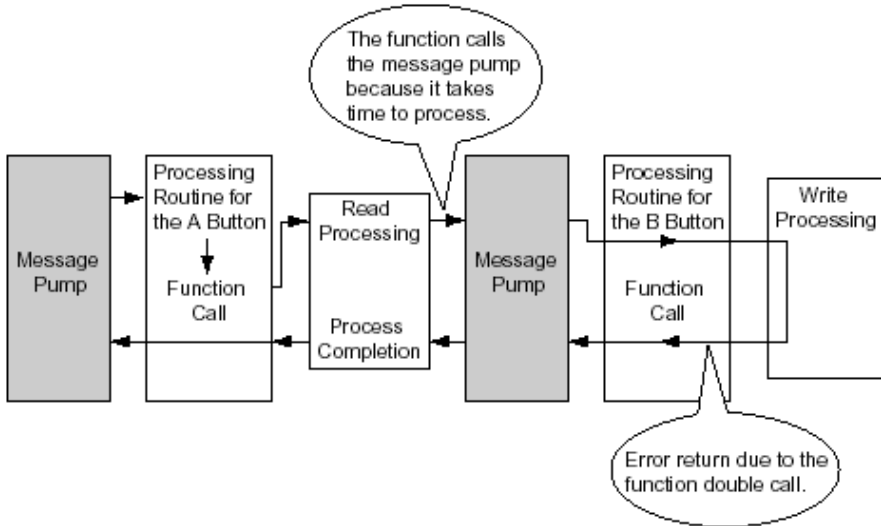 The function calls
the message pump
because it takes
time to process.
Message
Pump
Processing
Routine for
the A Button
Function
Call
Read
Processing
Process
Completion
Message
Pump
Processing
Routine for
the B Button
Function
Call
Write
Processing
Error return due to the
function double call.